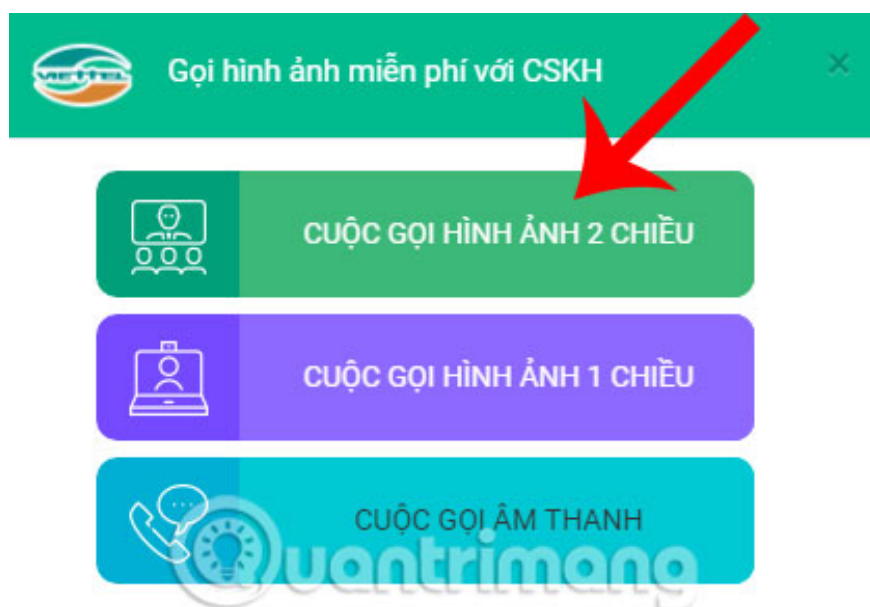 VIETTEL
Gọi hình ảnh miễn phí với CSKH
×
CUỘC GỌI HÌNH ẢNH 2 CHIỀU
CUỘC GỌI HÌNH ẢNH 1 CHIỀU
CUỘC GỌI ÂM THANH
Quantrimang